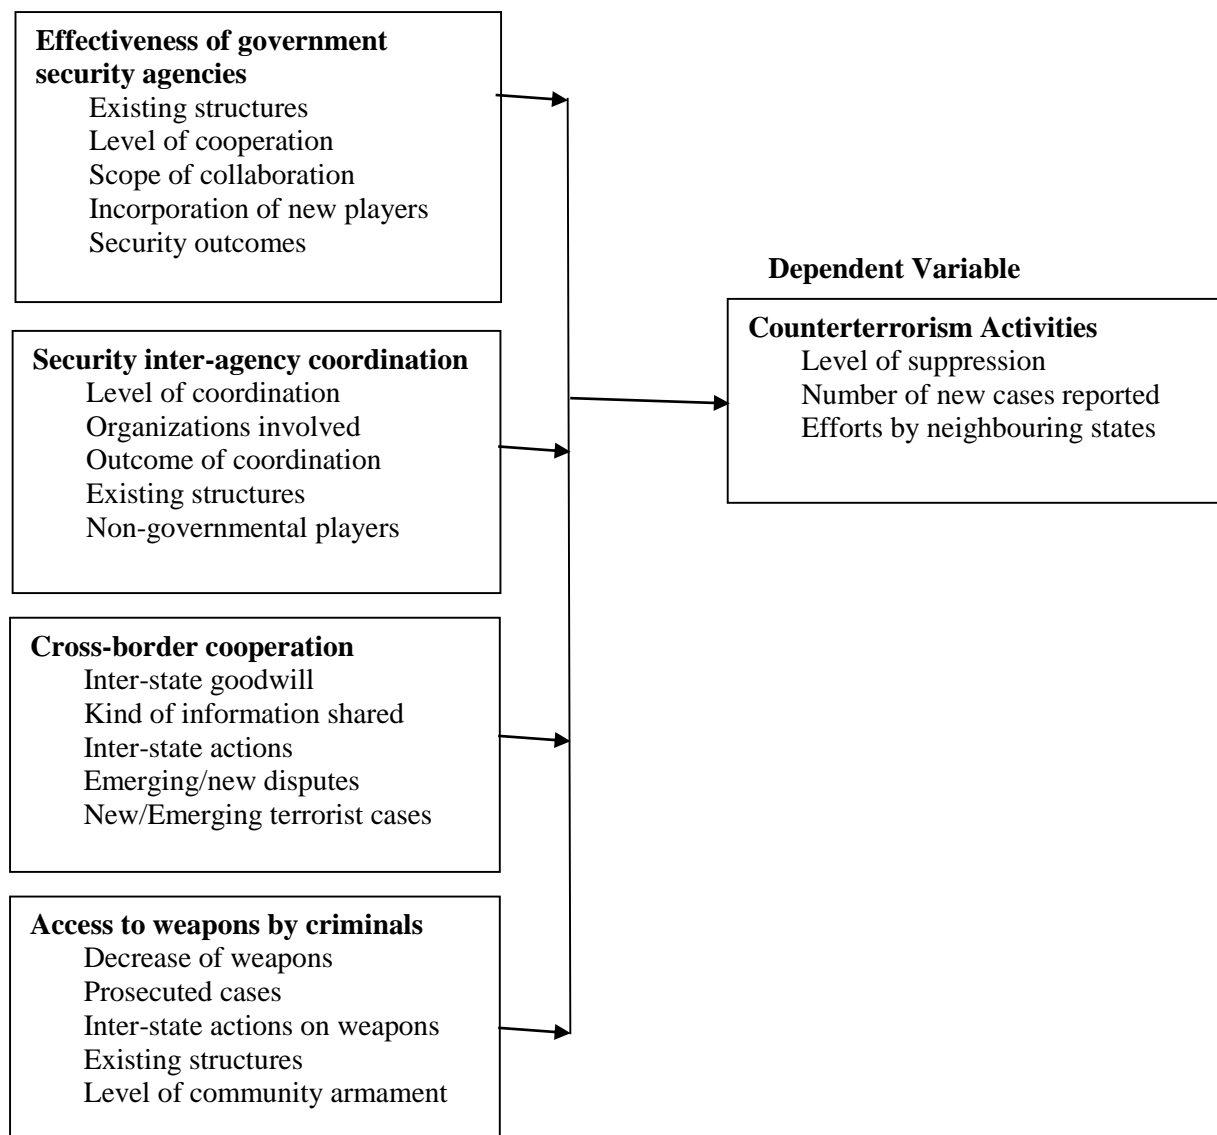 Effectiveness of government
security agencies
Existing structures
Level of cooperation
Scope of collaboration
Incorporation of new players
Security outcomes
Security inter-agency coordination
Level of coordination
Organizations involved
Outcome of coordination
Existing structures
Non-governmental players
Cross-border cooperation
Inter-state goodwill
Kind of information shared
Inter-state actions
Emerging/new disputes
New/Emerging terrorist cases
Access to weapons by criminals
Decrease of weapons
Prosecuted cases
Inter-state actions on weapons
Existing structures
Level of community armament
Dependent Variable
Counterterrorism Activities
Level of suppression
Number of new cases reported
Efforts by neighbouring states